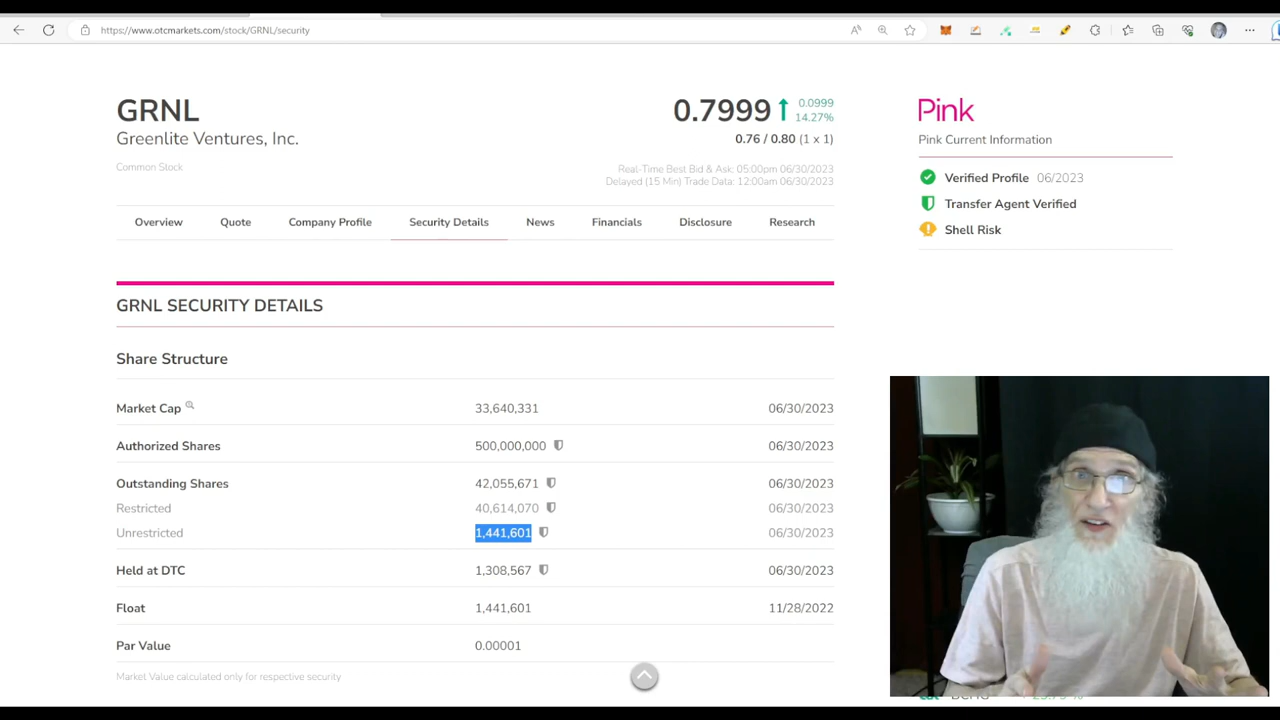 https://www.otcmarkets.com/stock/GRNL/security
GRNL
Greenlite Ventures, Inc.
Common Stock
0.7999
0.0999
14.27%
0.76 / 0.80 (1 x 1)
Real-Time Best Bid & Ask: 05:00pm 06/30/2023
Delayed (15 Min) Trade Data: 12:00am 06/30/2023
Pink
Pink Current Information
Verified Profile 06/2023
Transfer Agent Verified
Shell Risk
Overview Quote Company Profile Security Details News Financials Disclosure Research
GRNL SECURITY DETAILS
Share Structure
Market Cap 33,640,331 06/30/2023
Authorized Shares 500,000,000 06/30/2023
Outstanding Shares 42,055,671 06/30/2023
Restricted 40,614,070 06/30/2023
Unrestricted 1,441,601 06/30/2023
Held at DTC 1,308,567 06/30/2023
Float 1,441,601 11/28/2022
Par Value 0.00001
Market Value calculated only for respective security